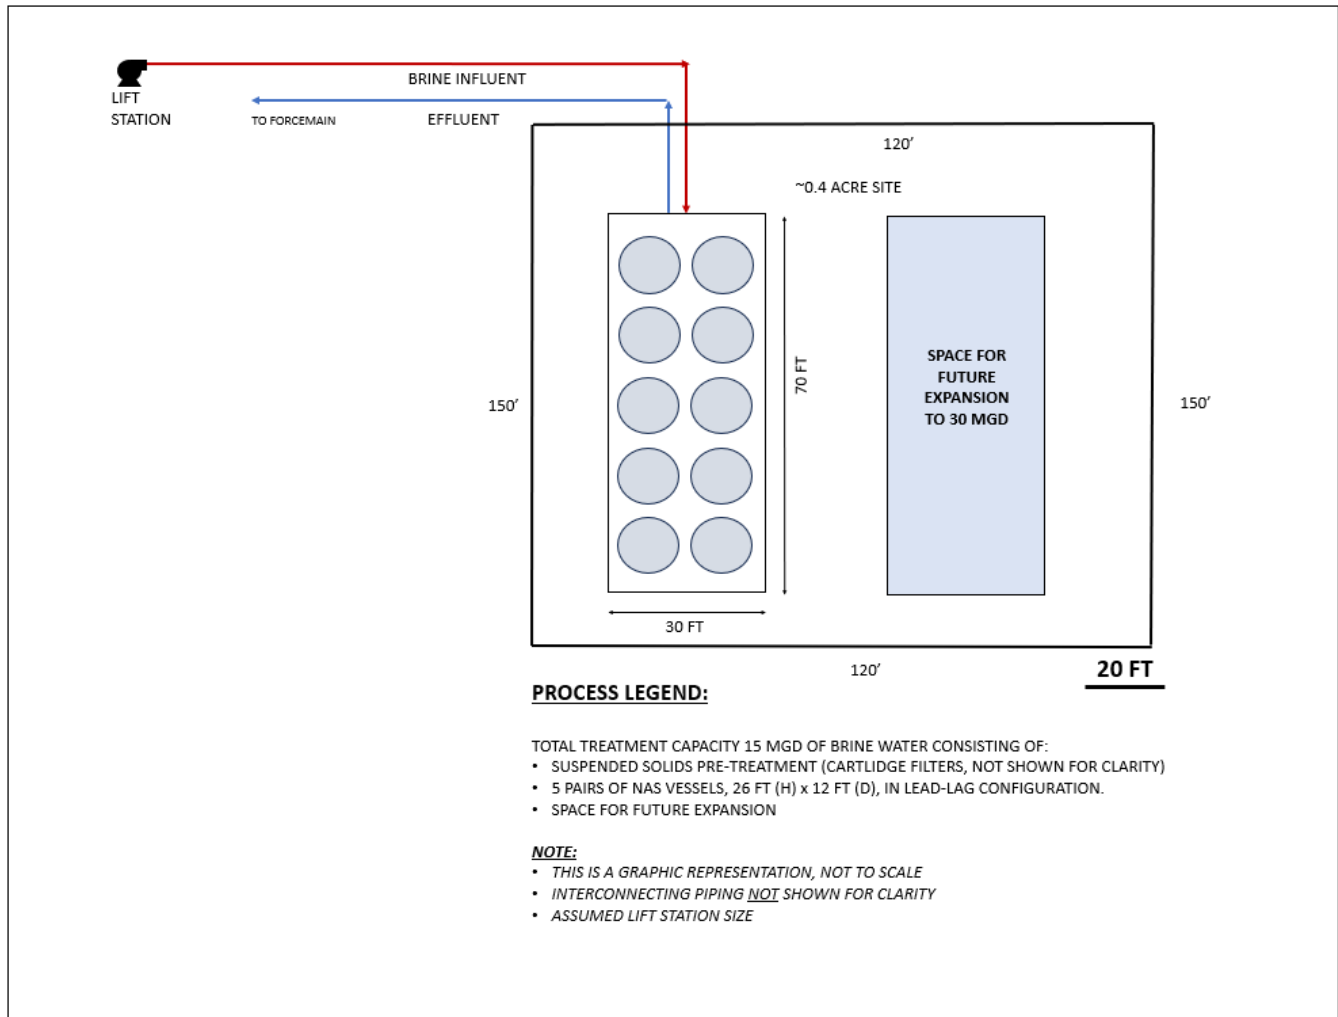 BRINE INFLUENT
LIFT
STATION
TO FORCEMAIN
EFFLUENT
120’
~0.4 ACRE SITE
70 FT
SPACE FOR
FUTURE
EXPANSION
TO 30 MGD
150’
150’
30 FT
120’
20 FT
PROCESS LEGEND:
TOTAL TREATMENT CAPACITY 15 MGD OF BRINE WATER CONSISTING OF:
• SUSPENDED SOLIDS PRE-TREATMENT (CARTLIDGE FILTERS, NOT SHOWN FOR CLARITY)
• 5 PAIRS OF NAS VESSELS, 26 FT (H) x 12 FT (D), IN LEAD-LAG CONFIGURATION.
• SPACE FOR FUTURE EXPANSION
NOTE:
• THIS IS A GRAPHIC REPRESENTATION, NOT TO SCALE
• INTERCONNECTING PIPING NOT SHOWN FOR CLARITY
• ASSUMED LIFT STATION SIZE